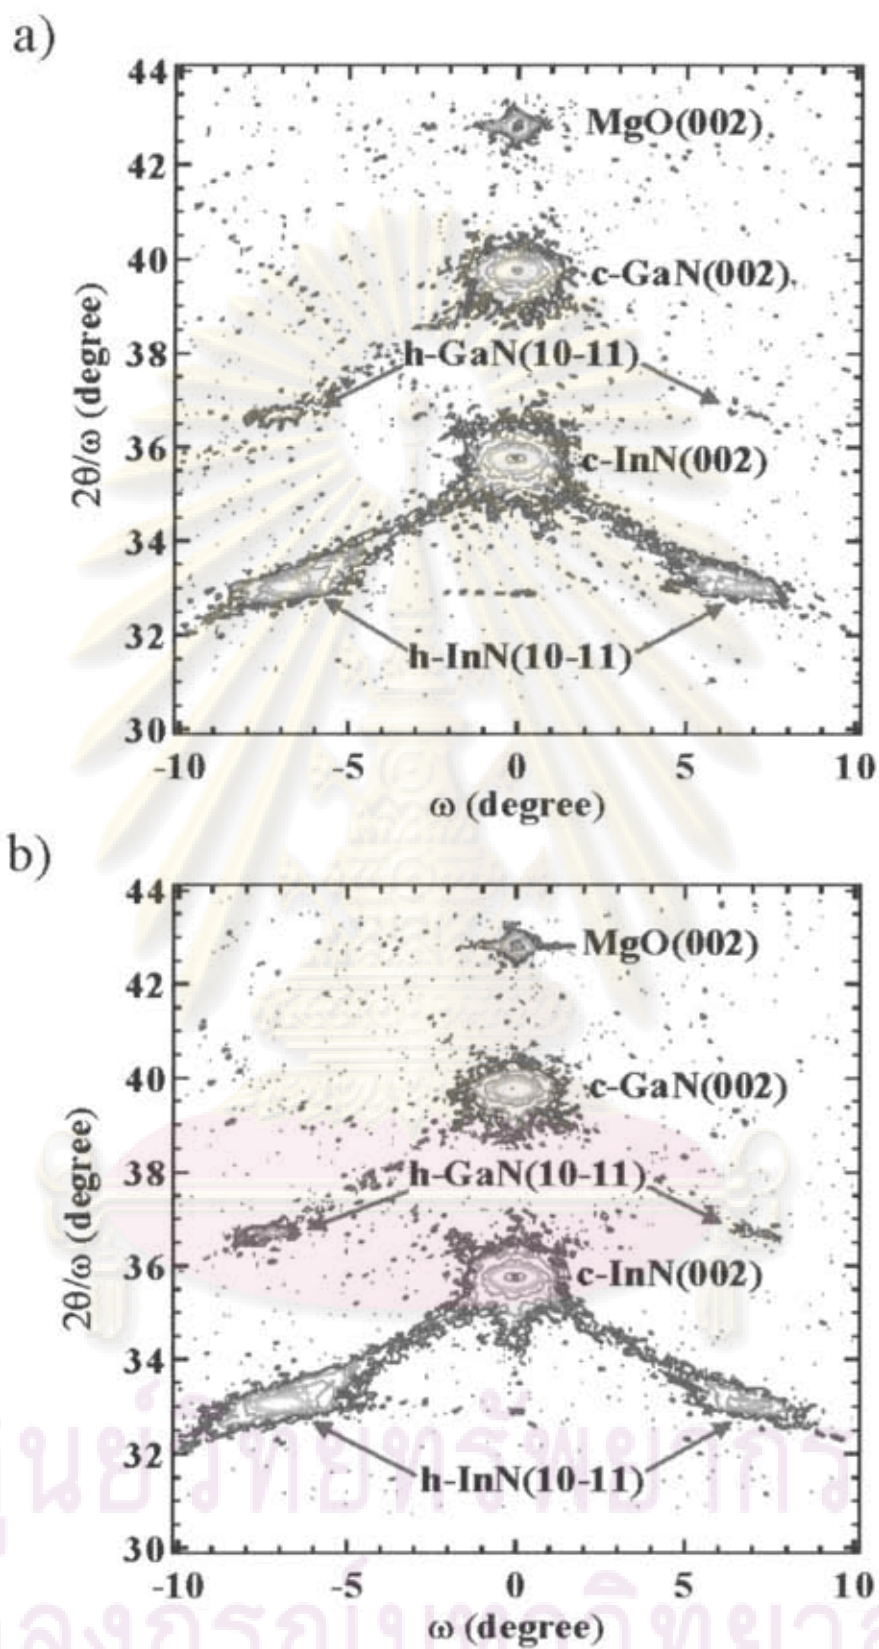 a)
44
MgO(002)
42
40
c-GaN(002)
38
h-GaN(10-11)
36
c-InN(002)
34
32
h-InN(10-11)
30
-10 -5 0 5 10
2θ/ω (degree)
ω (degree)
b)
44
MgO(002)
42
40
c-GaN(002)
38
h-GaN(10-11)
36
c-InN(002)
34
32
h-InN(10-11)
30
-10 -5 0 5 10
2θ/ω (degree)
ω (degree)